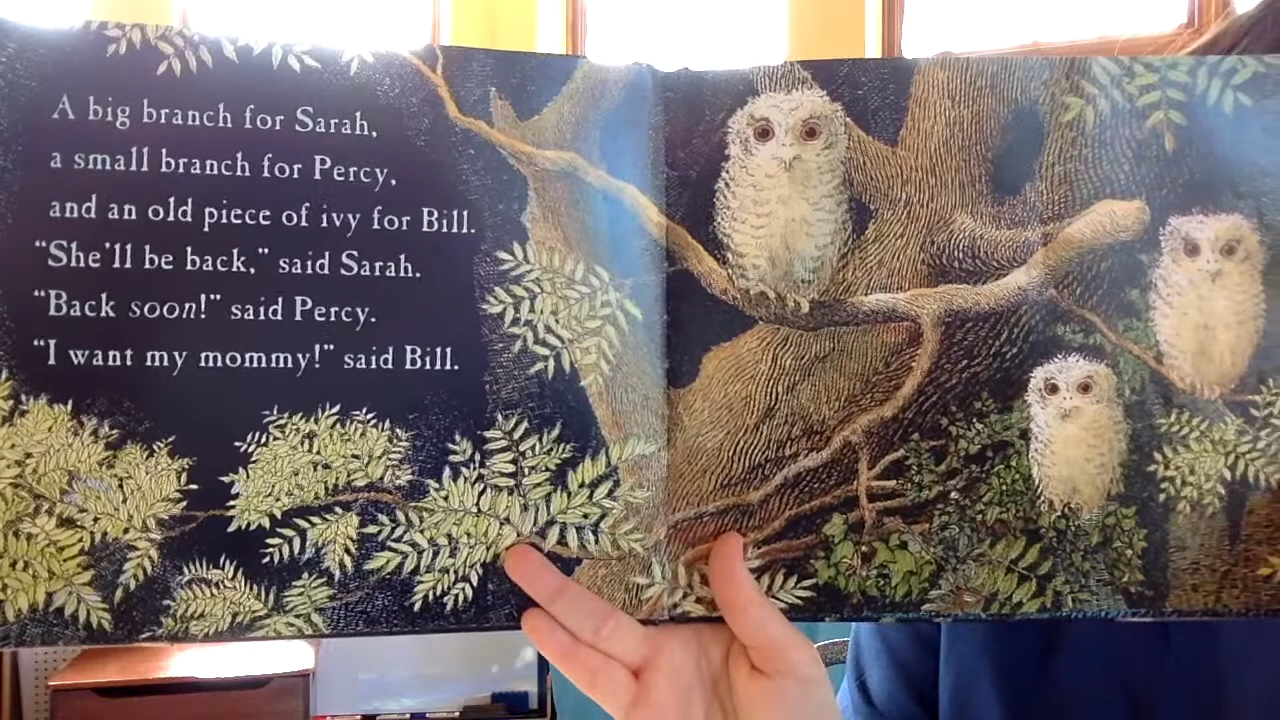 A big branch for Sarah,
a small branch for Percy,
and an old piece of ivy for Bill.
“She’ll be back,” said Sarah.
“Back soon!” said Percy.
“I want my mommy!” said Bill.